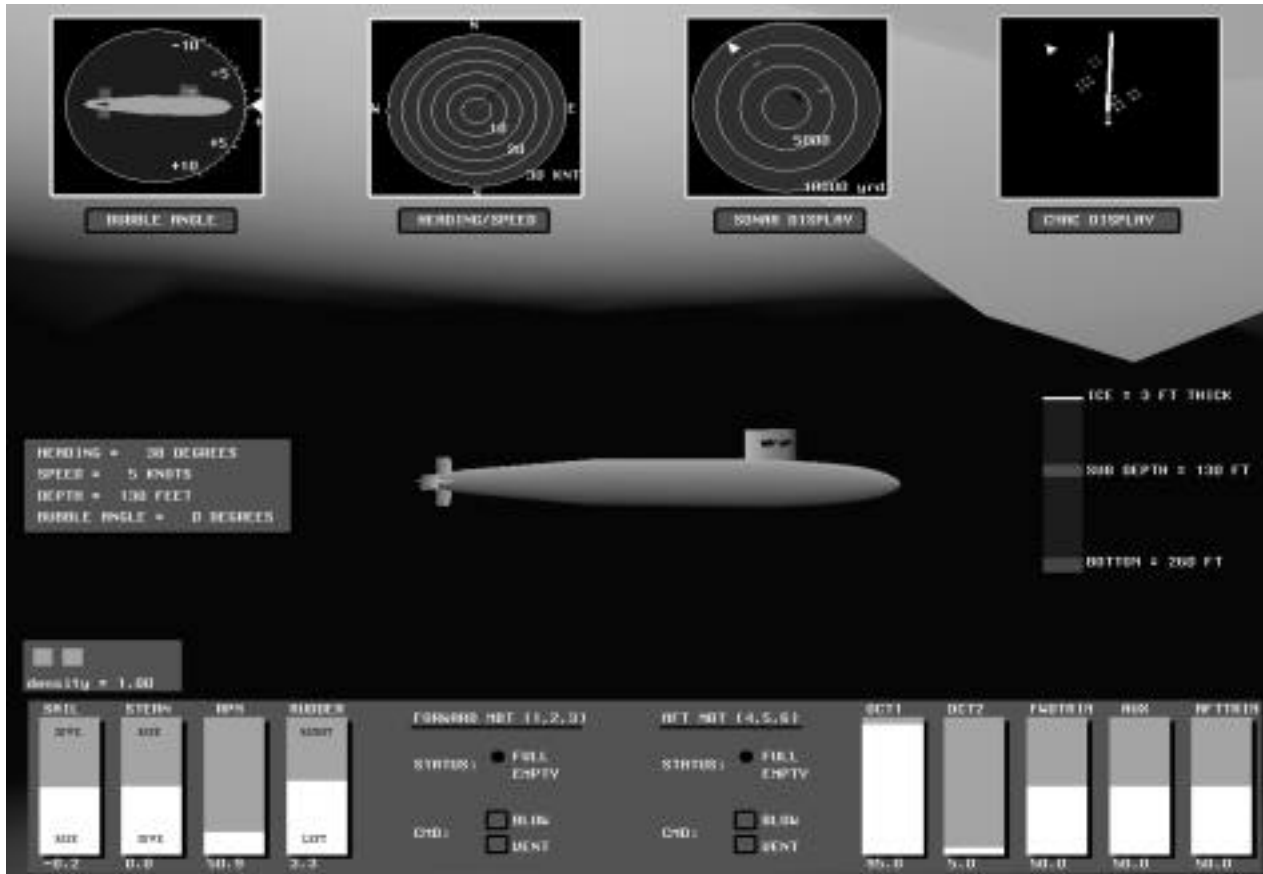 -10
-5
+5
+10
BUBBLE ANGLE
N
W
E
S
10
20
30 KNT
HEADING/SPEED
5000
10000 yrd
SONAR DISPLAY
DISPLAY
ICE = 3 FT THICK
SUB DEPTH = 130 FT
BOTTOM = 260 FT
HEADING = 30 DEGREES
SPEED = 5 KNOTS
DEPTH = 130 FEET
BUBBLE ANGLE = 0 DEGREES
density = 1.00
SAIL STERN RPM RUDDER
DIVE RISE RIGHT
RISE DIVE LEFT
-0.2 0.0 50.9 3.3
FORWARD MBT (1,2,3)
STATUS: FULL
EMPTY
CMD: BLOW
VENT
AFT MBT (4,5,6)
STATUS: FULL
EMPTY
CMD: BLOW
VENT
DCT1 DCT2 FWDTRIM AUX AFTTRIM
95.0 5.0 50.0 50.0 50.0